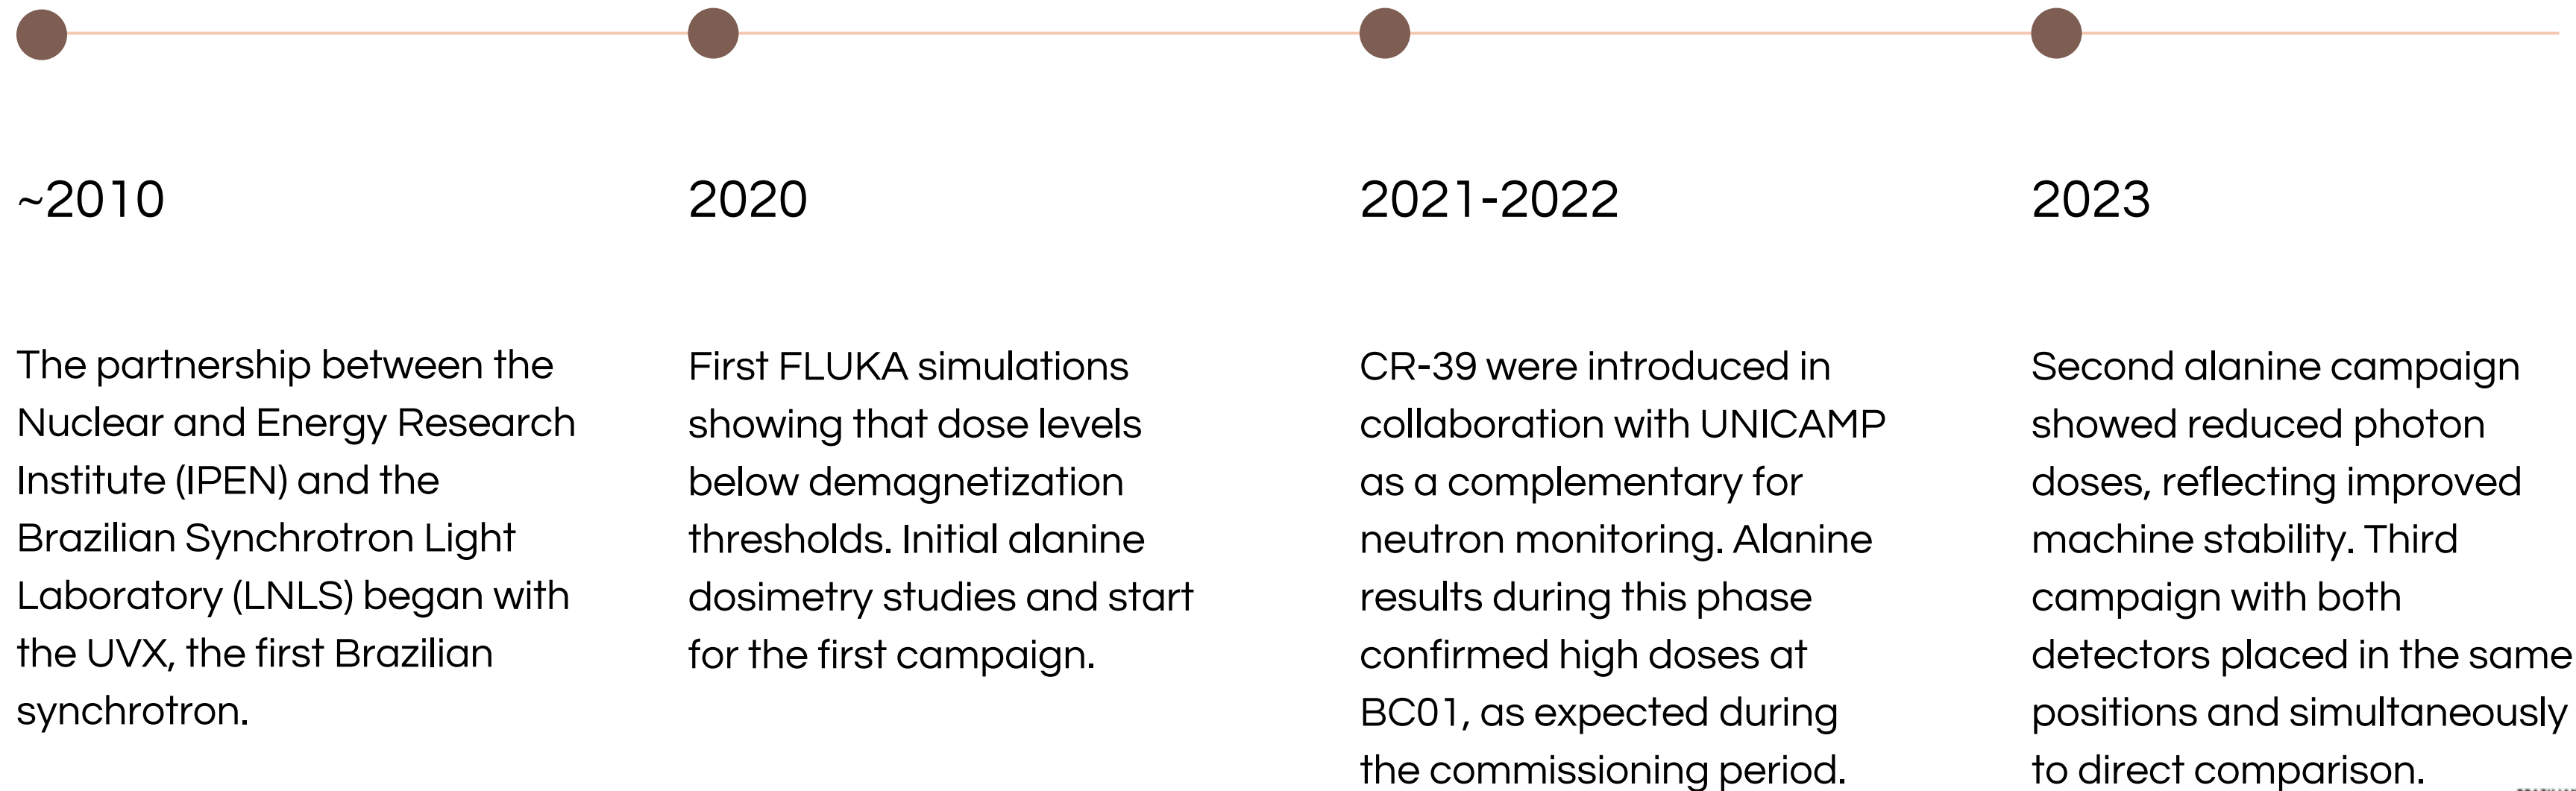 ~2010
The partnership between the
Nuclear and Energy Research
Institute (IPEN) and the
Brazilian Synchrotron Light
Laboratory (LNLS) began with
the UVX, the first Brazilian
synchrotron.
2020
First FLUKA simulations
showing that dose levels
below demagnetization
thresholds. Initial alanine
dosimetry studies and start
for the first campaign.
2021-2022
CR-39 were introduced in
collaboration with UNICAMP
as a complementary for
neutron monitoring. Alanine
results during this phase
confirmed high doses at
BC01, as expected during
the commissioning period.
2023
Second alanine campaign
showed reduced photon
doses, reflecting improved
machine stability. Third
campaign with both
detectors placed in the same
positions and simultaneously
to direct comparison.